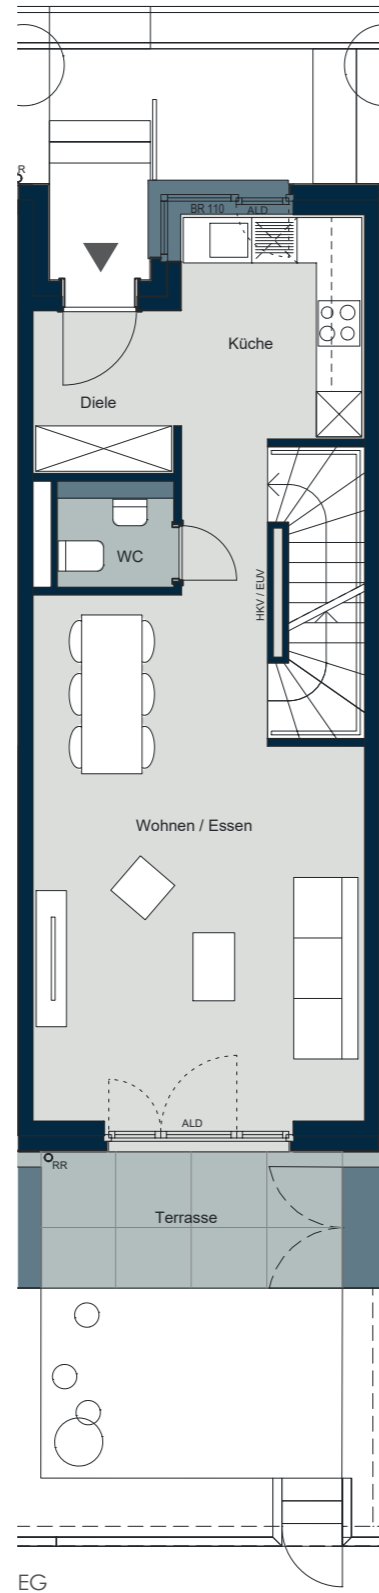 R
BR 110
ALD
Küche
Diele
WC
HKV / EUV
Wohnen / Essen
ALD
RR
Terrasse
EG